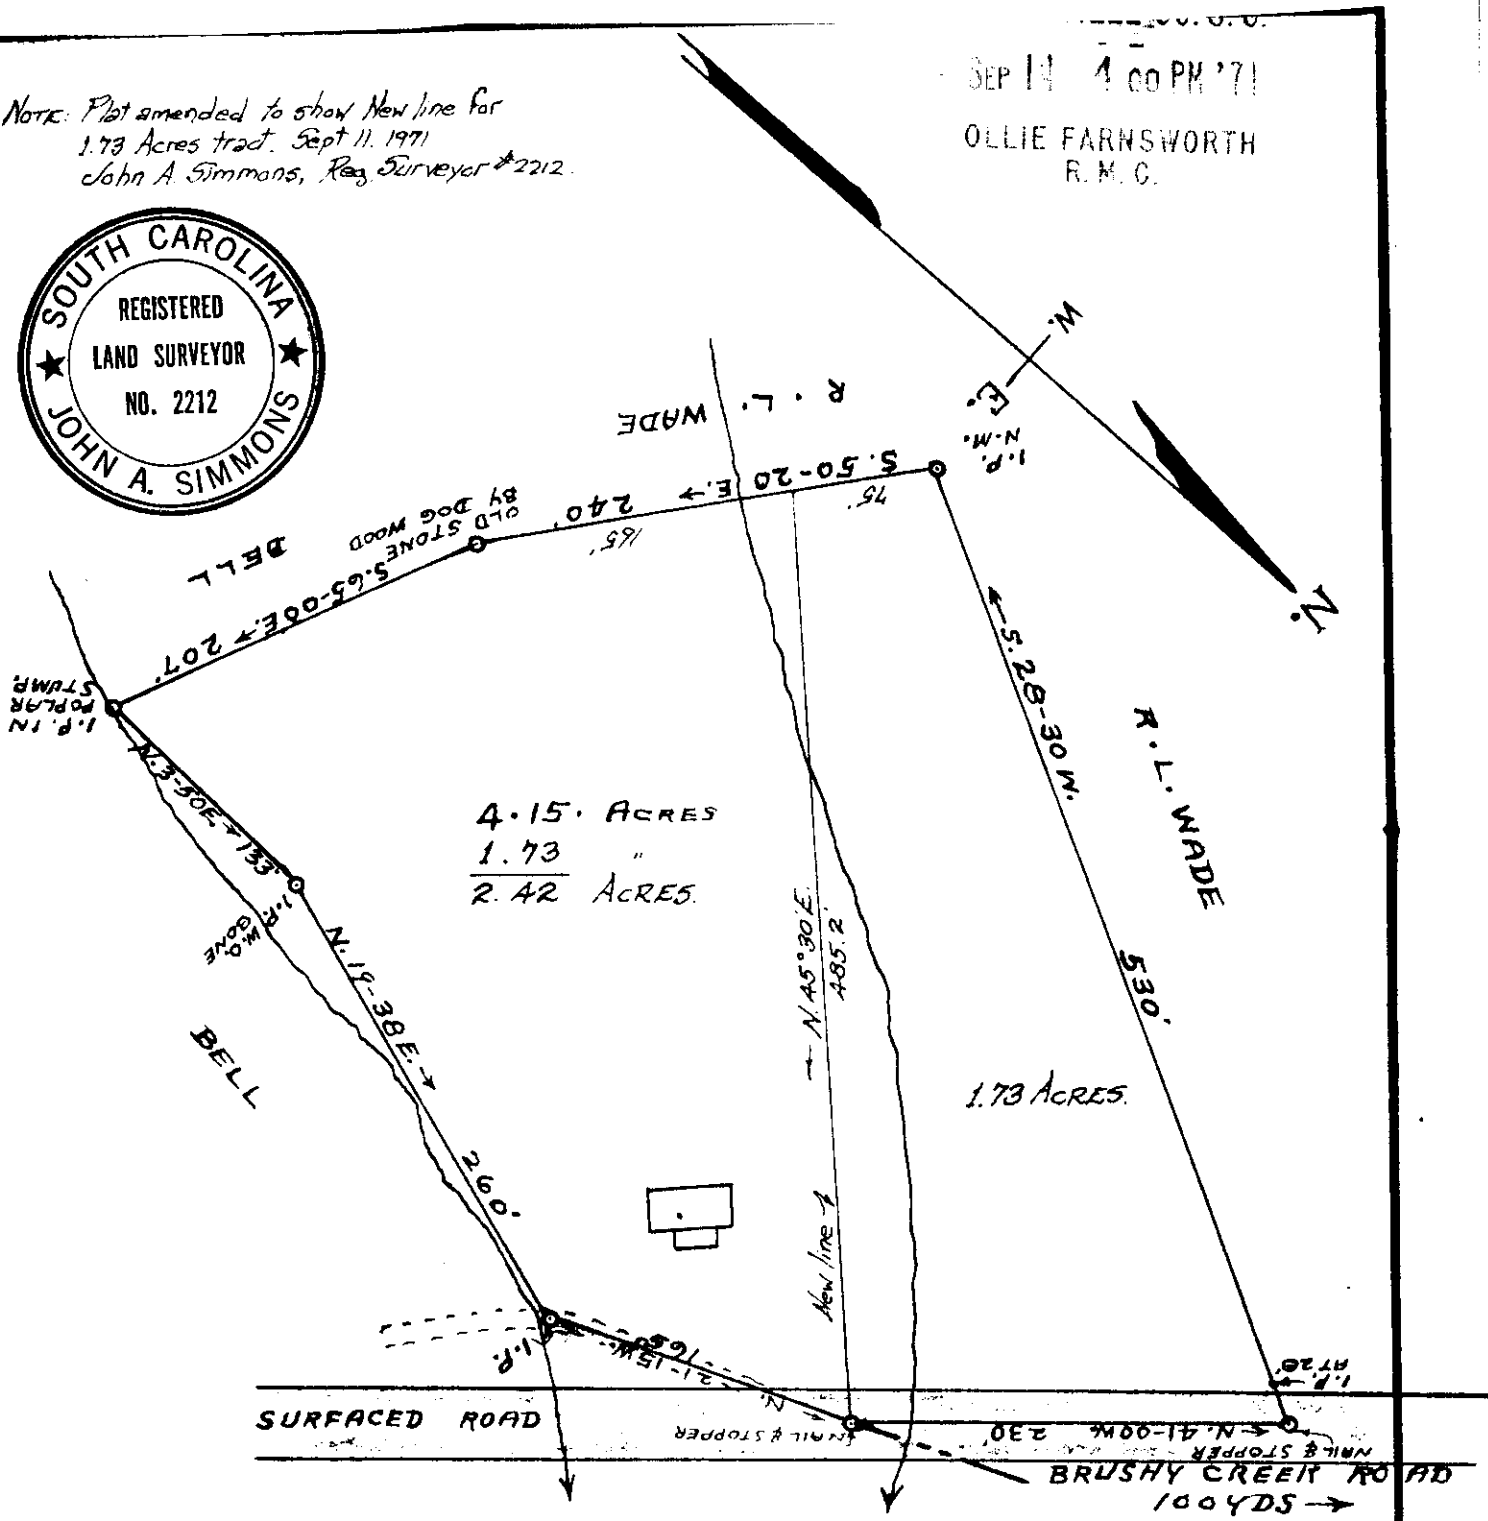 SEP 14 4 00 PM '71
OLLIE FARNSWORTH
R. M. C.
NOTE: Plat amended to show New line for
1.73 Acres tract. Sept 11. 1971
John A. Simmons, Reg. Surveyor #2212.
SOUTH CAROLINA
REGISTERED
LAND SURVEYOR
NO. 2212
JOHN A. SIMMONS
W.
E.
N.
R. L. WADE
I.P.
N.M.
S. 50-20 E. 240'
75'
165'
OLD STONE
BY
DOG WOOD
BELL
S. 65-00 E. 207'
I.P. IN
POPLAR
STUMP.
N. 3-50 E. 133'
I.P.
W.O.
GONE
N. 19-38 E.
260'
BELL
4.15. ACRES
1.73 "
2.42 ACRES.
N. 45° 30' E.
485.2'
New line
S. 28-30 W.
530'
R. L. WADE
1.73 ACRES.
I.P.
N. 21-15 W. 165'
I.P.
AT 20'
SURFACED ROAD
NAIL & STOPPER
N. 41-00 W 230'
NAIL & STOPPER
BRUSHY CREEK ROAD
100 YDS